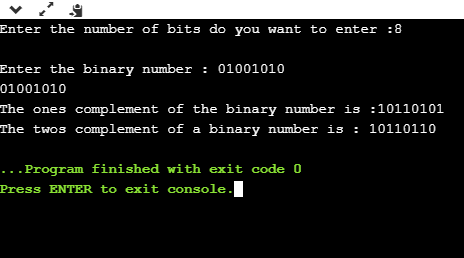 Enter the number of bits do you want to enter :8
Enter the binary number : 01001010
01001010
The ones complement of the binary number is :10110101
The twos complement of a binary number is : 10110110
...Program finished with exit code 0
Press ENTER to exit console.